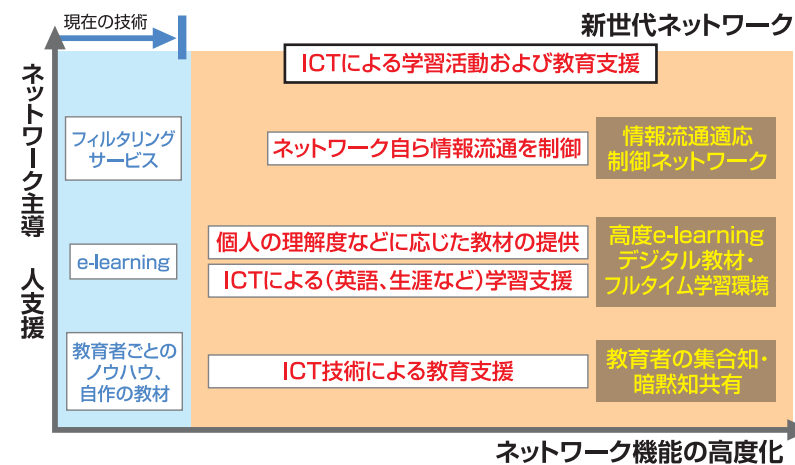 現在の技術
新世代ネットワーク
ICTによる学習活動および教育支援
ネットワーク主導 人支援
フィルタリング
サービス
ネットワーク自ら情報流通を制御
情報流通適応
制御ネットワーク
e-learning
個人の理解度などに応じた教材の提供
ICTによる(英語、生涯など)学習支援
高度e-learning
デジタル教材・
フルタイム学習環境
教育者ごとの
ノウハウ、
自作の教材
ICT技術による教育支援
教育者の集合知・
暗黙知共有
ネットワーク機能の高度化